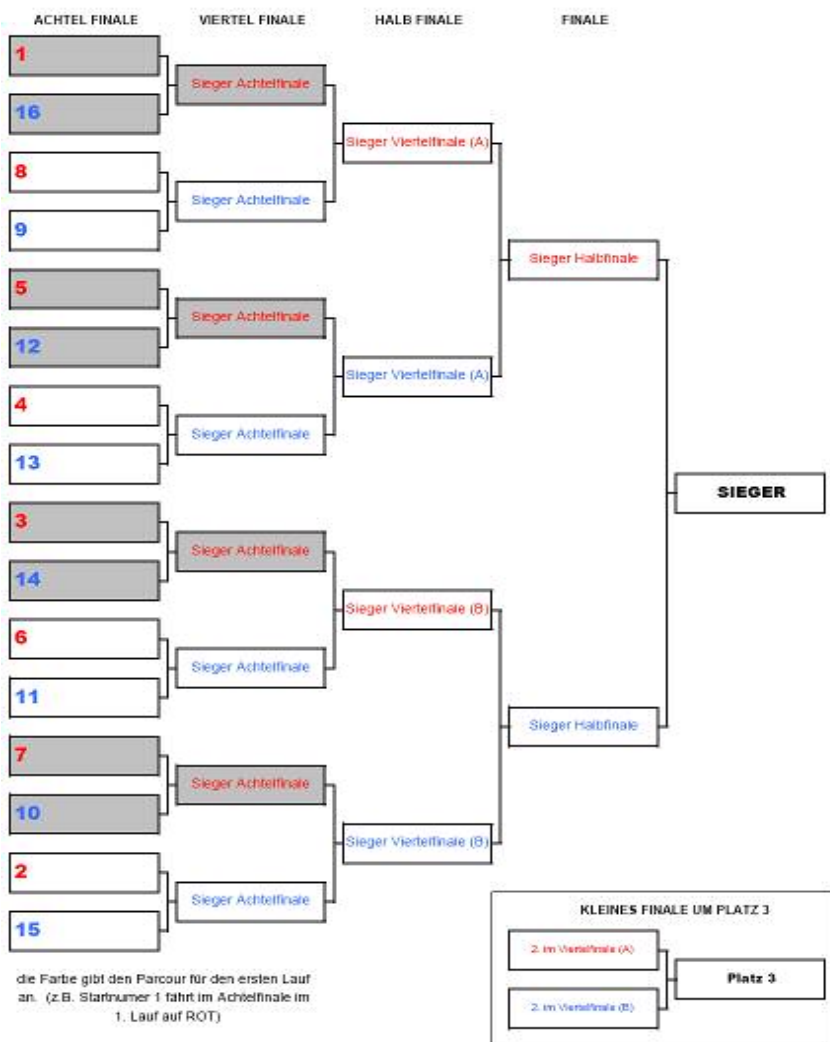 ACHTEL FINALE VIERTEL FINALE HALB FINALE FINALE
1
Sieger Achtelfinale
16
Sieger Viertelfinale (A)
8
Sieger Achtelfinale
9
Sieger Halbfinale
5
Sieger Achtelfinale
12
Sieger Viertelfinale (A)
4
Sieger Achtelfinale
13
SIEGER
3
Sieger Achtelfinale
14
Sieger Viertelfinale (B)
6
Sieger Achtelfinale
11
Sieger Halbfinale
7
Sieger Achtelfinale
10
Sieger Viertelfinale (B)
2
Sieger Achtelfinale
15
KLEINES FINALE UM PLATZ 3
2. im Viertelfinale (A)
Platz 3
2. im Viertelfinale (B)
die Farbe gibt den Parcour für den ersten Lauf
an. (z.B. Startnumer 1 fährt im Achtelfinale im
1. Lauf auf ROT)